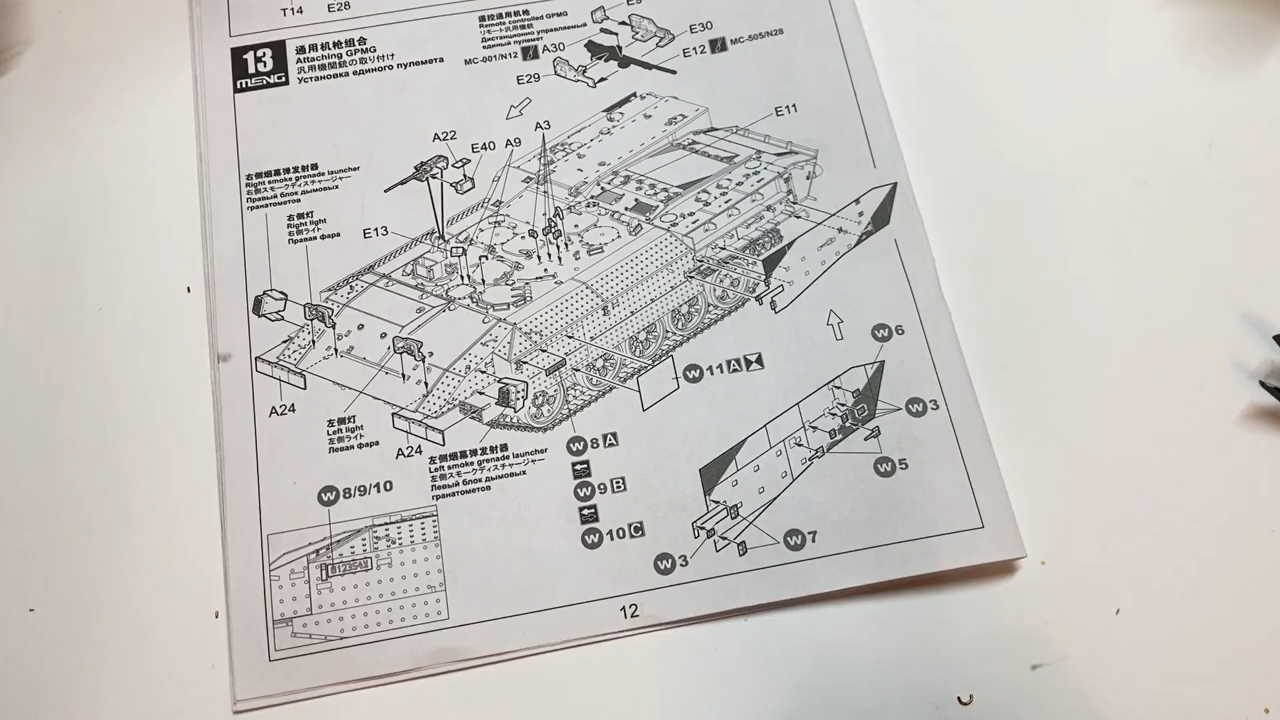 T14
E28
13
MENG
通用机枪组合
Attaching GPMG
汎用機関銃の取り付け
Установка единого пулемета
遥控通用机枪
Remote controlled GPMG
リモート汎用機銃
Дистанционно управляемый
единый пулемет
MC-001/N12
A30
E9
E30
E12
MC-505/N28
E29
A22
E40
A9
A3
E11
右侧烟幕弹发射器
Right smoke grenade launcher
右側スモークディスチャージャー
Правый блок дымовых
гранатометов
右侧灯
Right light
右側ライト
Правая фара
E13
A24
左侧灯
Left light
左側ライト
Левая фара
A24
左侧烟幕弹发射器
Left smoke grenade launcher
左側スモークディスチャージャー
Левый блок дымовых
гранатометов
W11 A
W6
W3
W5
W8 A
W9 B
W10 C
W7
W3
W8/9/10
12